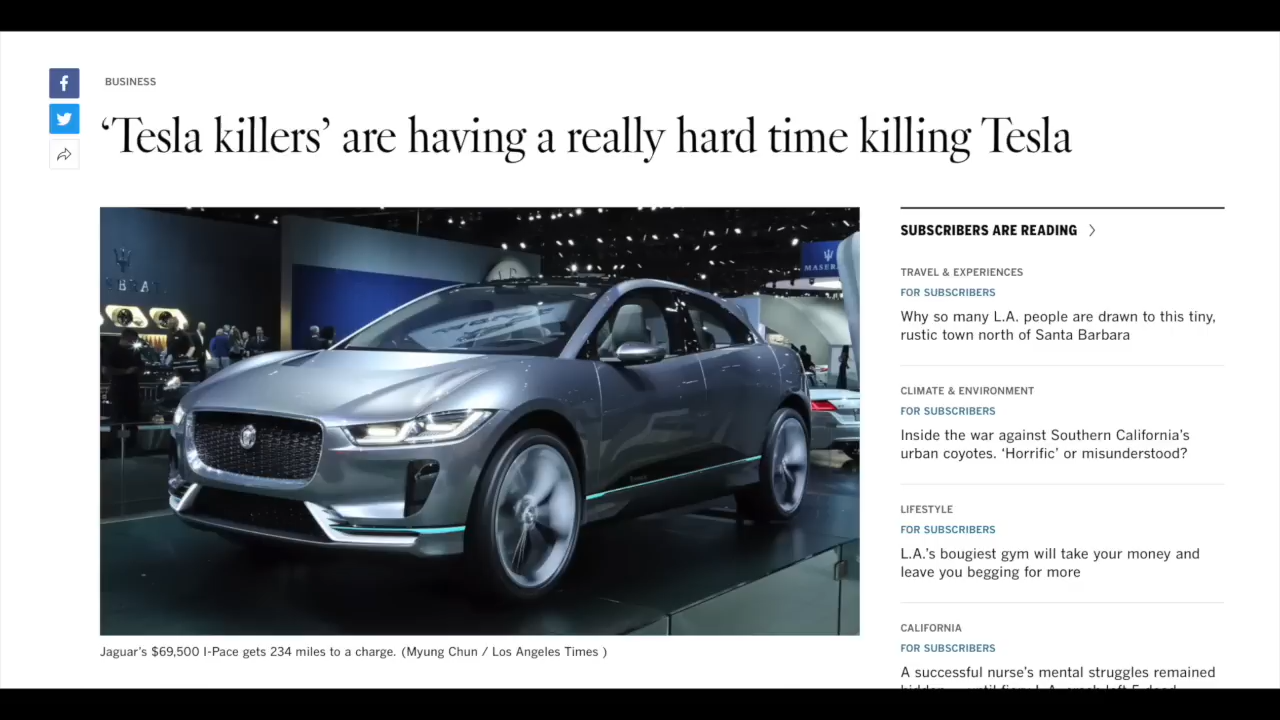 BUSINESS
‘Tesla killers’ are having a really hard time killing Tesla
MASER
Jaguar’s $69,500 I-Pace gets 234 miles to a charge. (Myung Chun / Los Angeles Times )
SUBSCRIBERS ARE READING
TRAVEL & EXPERIENCES
FOR SUBSCRIBERS
Why so many L.A. people are drawn to this tiny,
rustic town north of Santa Barbara
CLIMATE & ENVIRONMENT
FOR SUBSCRIBERS
Inside the war against Southern California’s
urban coyotes. ‘Horrific’ or misunderstood?
LIFESTYLE
FOR SUBSCRIBERS
L.A.’s bougiest gym will take your money and
leave you begging for more
CALIFORNIA
FOR SUBSCRIBERS
A successful nurse’s mental struggles remained